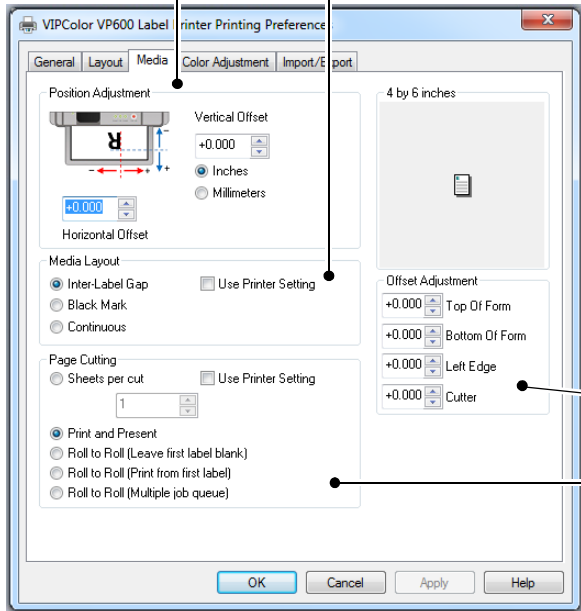 VIPColor VP600 Label Printer Printing Preferences
General Layout Media Color Adjustment Import/Export
Position Adjustment
Vertical Offset
+0.000
Inches
Millimeters
R
- + - +
+0.000
Horizontal Offset
Media Layout
Inter-Label Gap
Use Printer Setting
Black Mark
Continuous
Page Cutting
Sheets per cut
Use Printer Setting
1
Print and Present
Roll to Roll (Leave first label blank)
Roll to Roll (Print from first label)
Roll to Roll (Multiple job queue)
4 by 6 inches
Offset Adjustment
+0.000 Top Of Form
+0.000 Bottom Of Form
+0.000 Left Edge
+0.000 Cutter
OK Cancel Apply Help